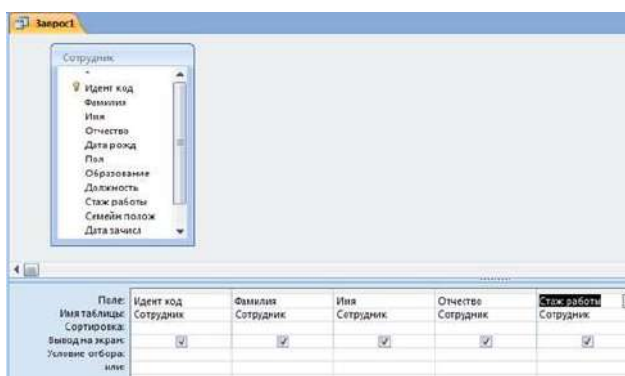 Запрос1
Сотрудник
*
Идент код
Фамилия
Имя
Отчество
Дата рожд
Пол
Образование
Должность
Стаж работы
Семейн полож
Дата зачисл
Поле: Идент код Фамилия Имя Отчество Стаж работы
Имя таблицы: Сотрудник Сотрудник Сотрудник Сотрудник Сотрудник
Сортировка:
Вывод на экран:
Условие отбора:
или: